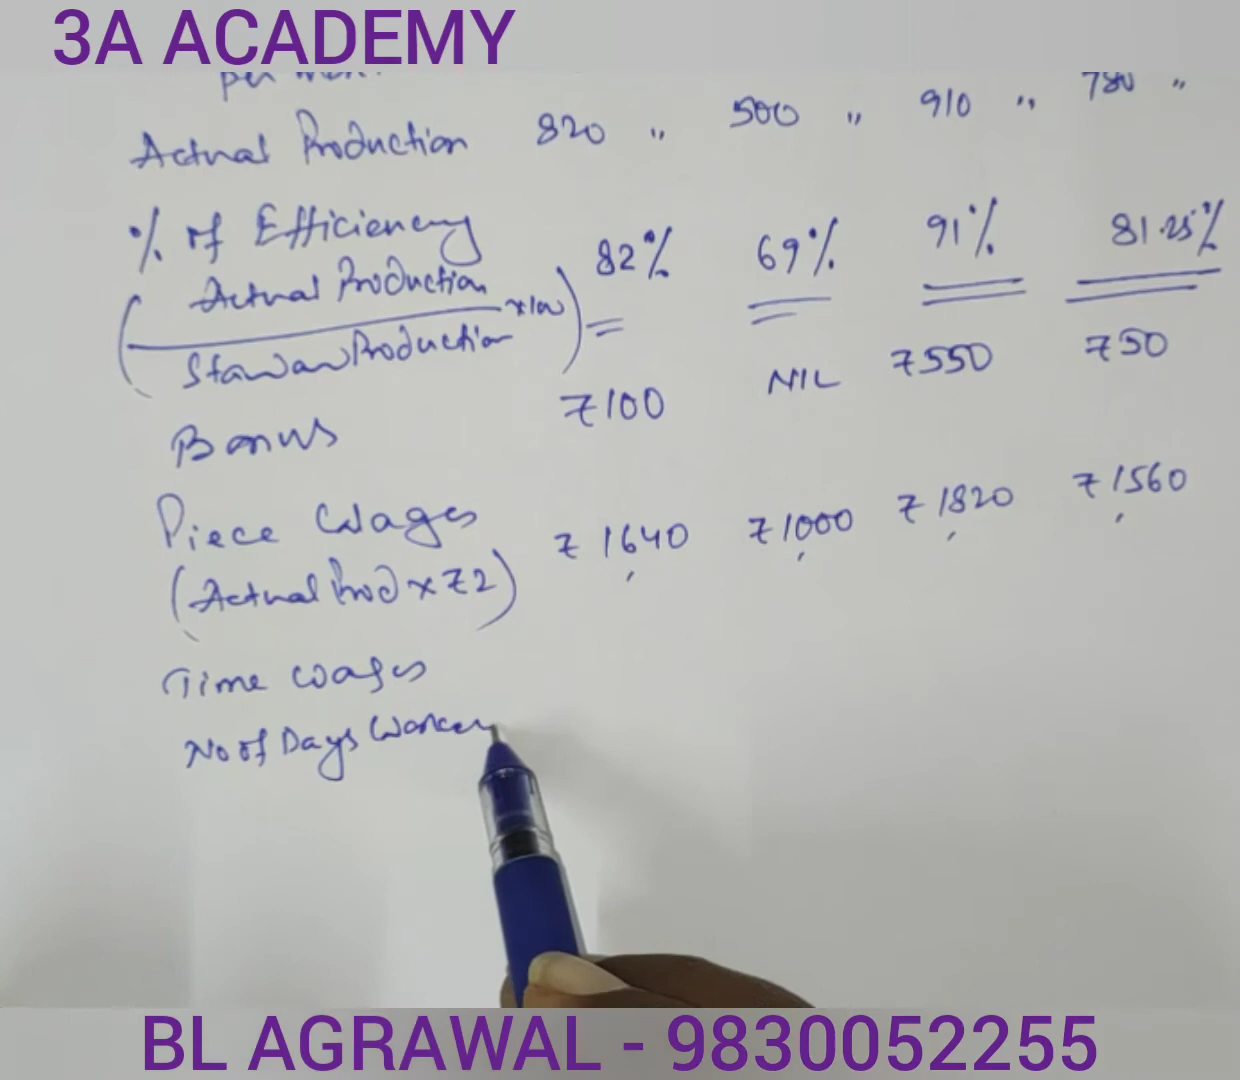 3A ACADEMY
per
Actual Production 820 " 500 " 910 " 780 "
% of Efficiency 82% 69% 91% 81.25%
(Actual Production x100) =
Standard Production
Bonus ₹100 NIL ₹550 ₹50
Piece Wages ₹1640 ₹1000 ₹1820 ₹1560
(Actual Prod x ₹2)
Time Wages
No of Days
BL AGRAWAL - 9830052255